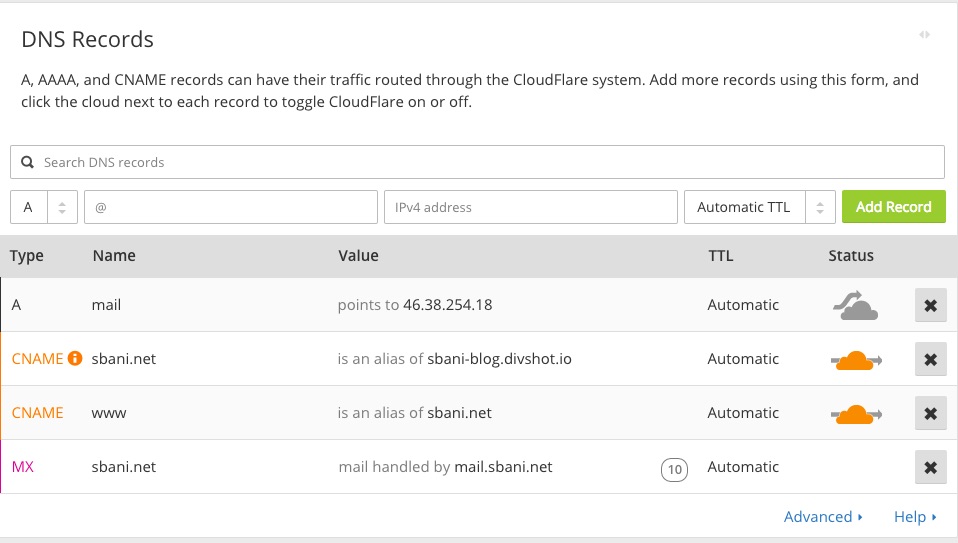 DNS Records
A, AAAA, and CNAME records can have their traffic routed through the CloudFlare system. Add more records using this form, and
click the cloud next to each record to toggle CloudFlare on or off.
Search DNS records
A @ IPv4 address Automatic TTL Add Record
Type Name Value TTL Status
A mail points to 46.38.254.18 Automatic
CNAME sbani.net is an alias of sbani-blog.divshot.io Automatic
CNAME www is an alias of sbani.net Automatic
MX sbani.net mail handled by mail.sbani.net 10 Automatic
Advanced Help